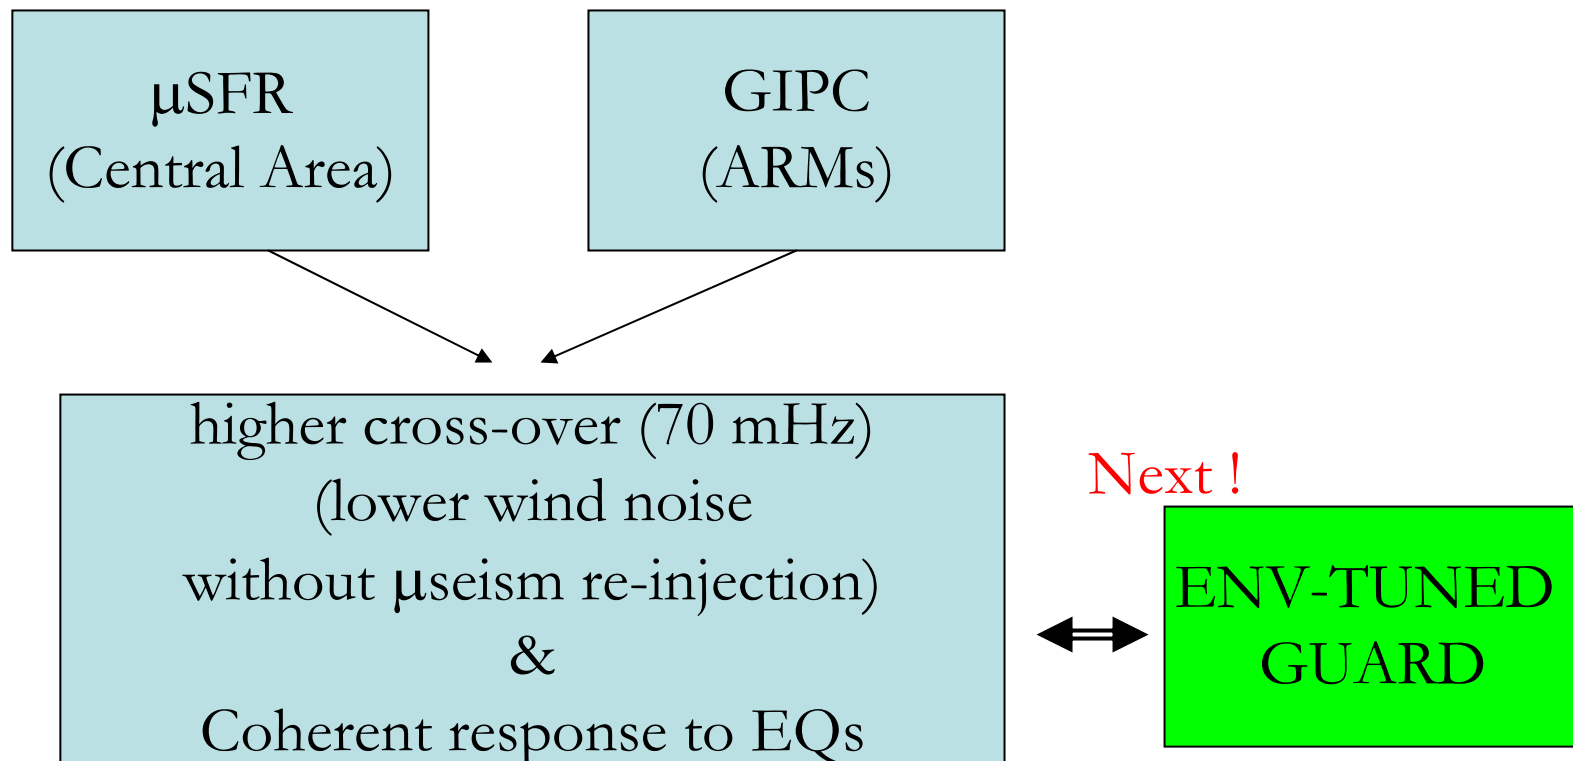 μSFR
(Central Area)
GIPC
(ARMs)
higher cross-over (70 mHz)
(lower wind noise
without μseism re-injection)
&
Coherent response to EQs
Next !
ENV-TUNED
GUARD